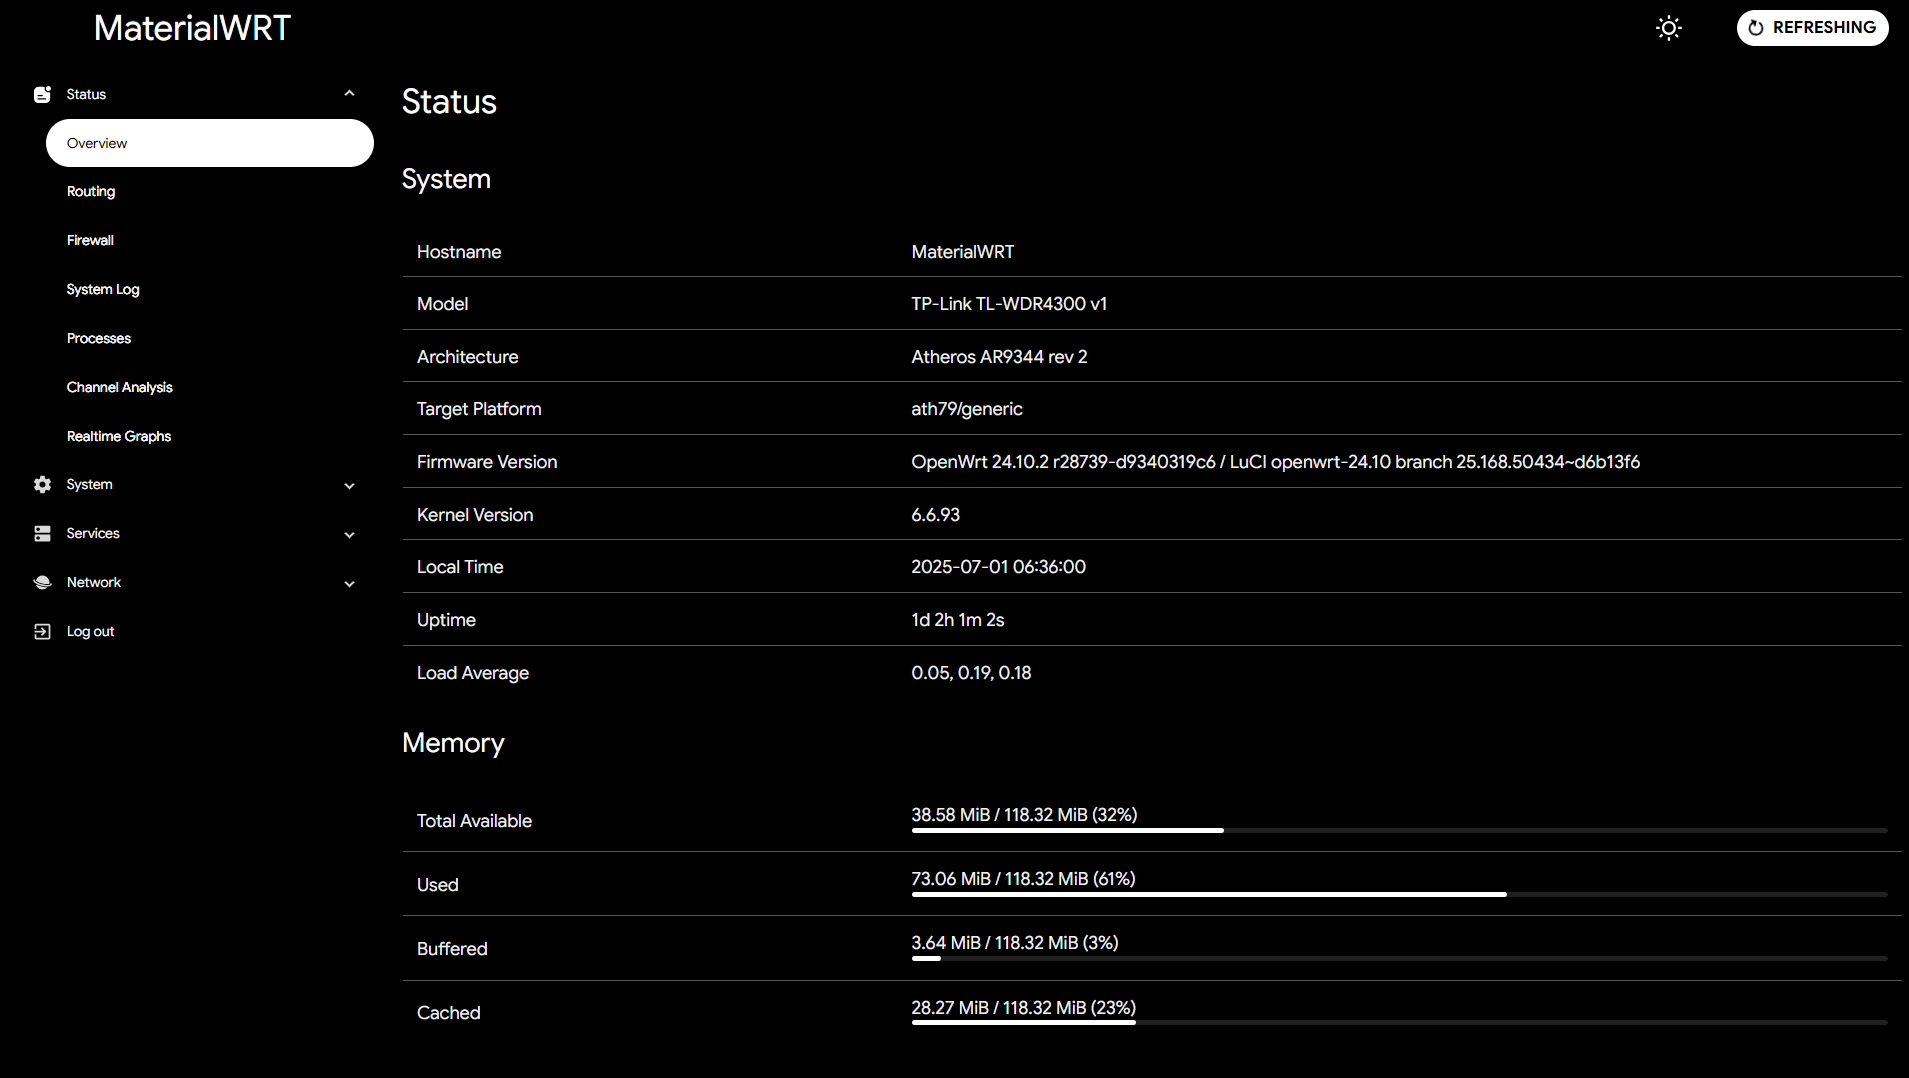 MaterialWRT
REFRESHING
Status
Overview
Routing
Firewall
System Log
Processes
Channel Analysis
Realtime Graphs
System
Services
Network
Log out
Status
System
Hostname MaterialWRT
Model TP-Link TL-WDR4300 v1
Architecture Atheros AR9344 rev 2
Target Platform ath79/generic
Firmware Version OpenWrt 24.10.2 r28739-d9340319c6 / LuCI openwrt-24.10 branch 25.168.50434~d6b13f6
Kernel Version 6.6.93
Local Time 2025-07-01 06:36:00
Uptime 1d 2h 1m 2s
Load Average 0.05, 0.19, 0.18
Memory
Total Available 38.58 MiB / 118.32 MiB (32%)
Used 73.06 MiB / 118.32 MiB (61%)
Buffered 3.64 MiB / 118.32 MiB (3%)
Cached 28.27 MiB / 118.32 MiB (23%)